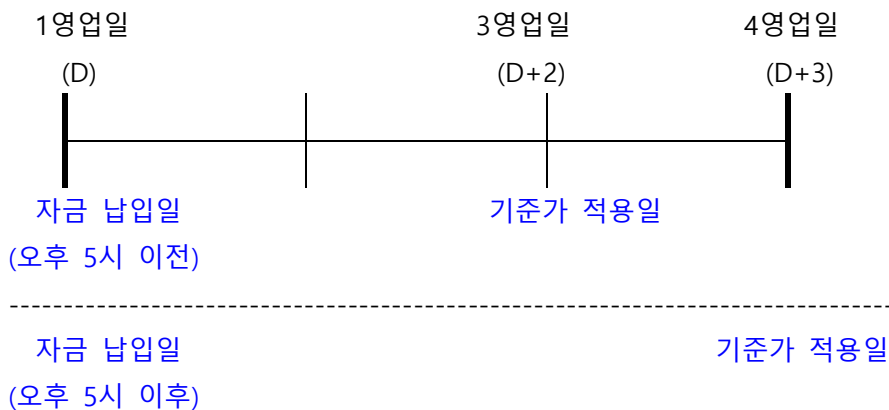 1영업일 3영업일 4영업일
(D) (D+2) (D+3)
자금 납입일 기준가 적용일
(오후 5시 이전)
자금 납입일 기준가 적용일
(오후 5시 이후)